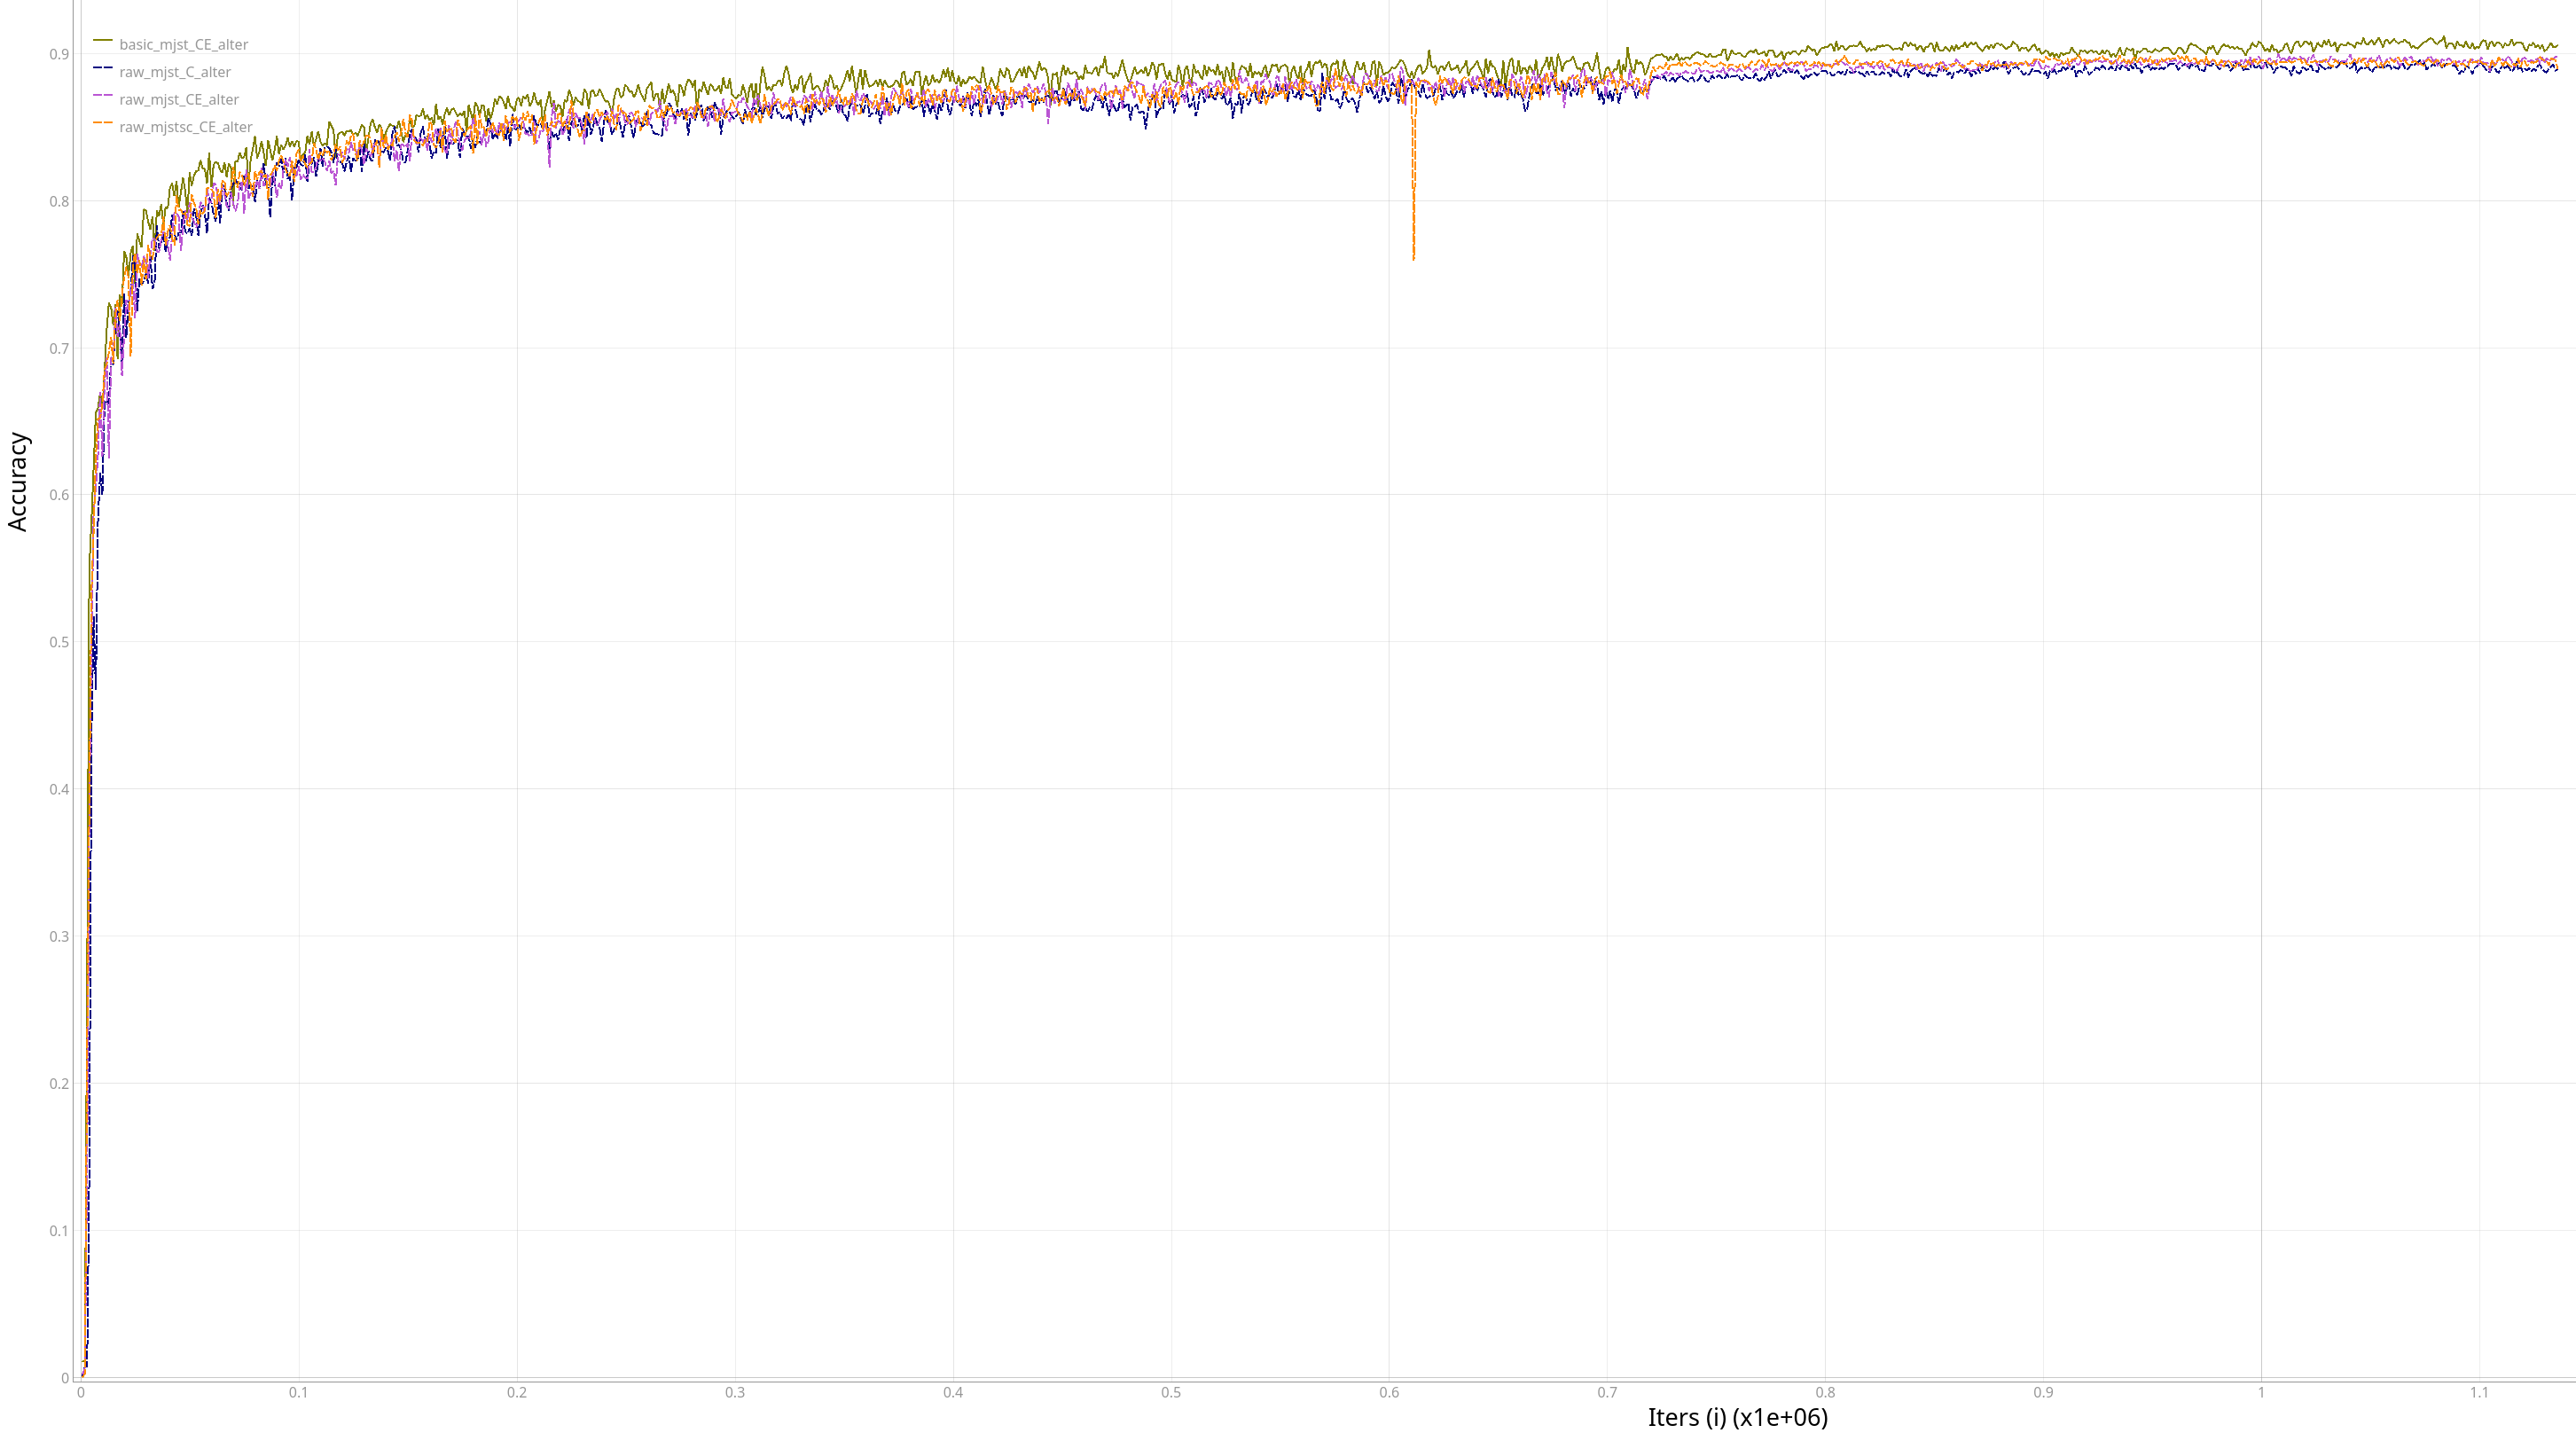 basic_mjst_CE_alter
raw_mjst_C_alter
raw_mjst_CE_alter
raw_mjstsc_CE_alter
Accuracy
0.9
0.8
0.7
0.6
0.5
0.4
0.3
0.2
0.1
0
0 0.1 0.2 0.3 0.4 0.5 0.6 0.7 0.8 0.9 1 1.1
Iters (i) (x1e+06)